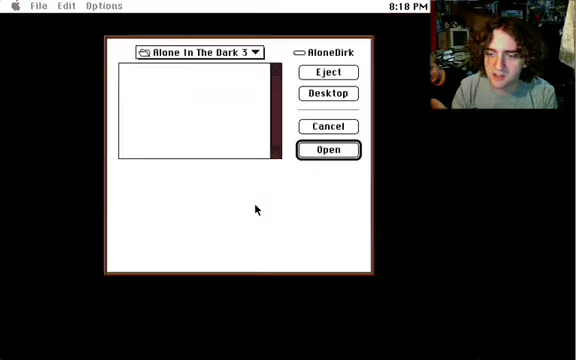 File Edit Options 8:18 PM
Alone In The Dark 3
AloneDirk
Eject
Desktop
Cancel
Open